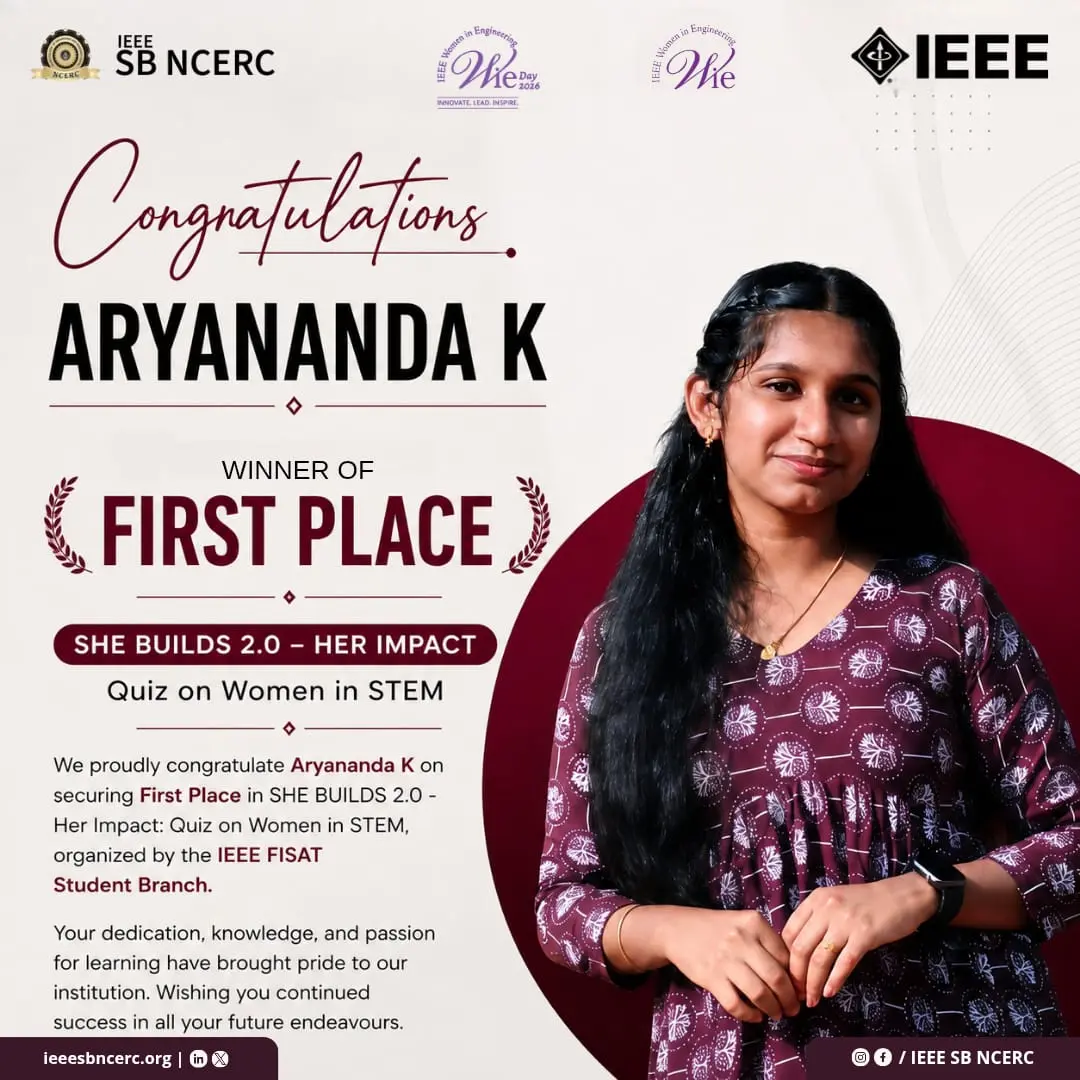 NCERC
IEEE
SB NCERC
IEEE Women in Engineering
WIE Day
2026
INNOVATE. LEAD. INSPIRE.
IEEE Women in Engineering
WIE
IEEE
Congratulations
ARYANANDA K
WINNER OF
FIRST PLACE
SHE BUILDS 2.0 – HER IMPACT
Quiz on Women in STEM
We proudly congratulate Aryananda K on
securing First Place in SHE BUILDS 2.0 -
Her Impact: Quiz on Women in STEM,
organized by the IEEE FISAT
Student Branch.
Your dedication, knowledge, and passion
for learning have brought pride to our
institution. Wishing you continued
success in all your future endeavours.
ieeesbncerc.org |
/ IEEE SB NCERC